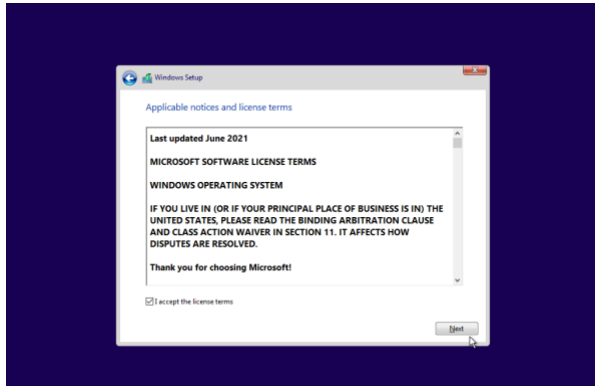 Windows Setup
Applicable notices and license terms
Last updated June 2021
MICROSOFT SOFTWARE LICENSE TERMS
WINDOWS OPERATING SYSTEM
IF YOU LIVE IN (OR IF YOUR PRINCIPAL PLACE OF BUSINESS IS IN) THE
UNITED STATES, PLEASE READ THE BINDING ARBITRATION CLAUSE
AND CLASS ACTION WAIVER IN SECTION 11. IT AFFECTS HOW
DISPUTES ARE RESOLVED.
Thank you for choosing Microsoft!
I accept the license terms
Next